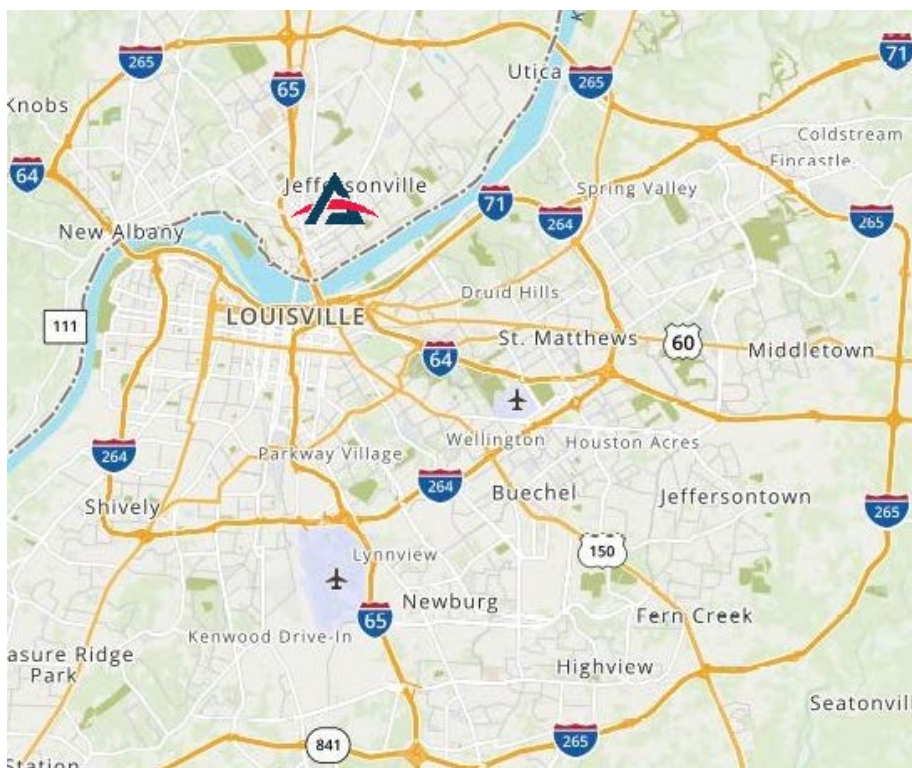 265
65
Utica
265
71
Knobs
Coldstream
Fincastle
64
Jeffersonville
71
Spring Valley
264
265
New Albany
Druid Hills
111
LOUISVILLE
64
St. Matthews
60
Middletown
264
Parkway Village
Wellington
Houston Acres
264
Buechel
Jeffersontown
Shively
265
150
Lynnview
Newburg
Fern Creek
65
Kenwood Drive-In
asure Ridge
Park
Highview
Seatonvill
841
265
Station